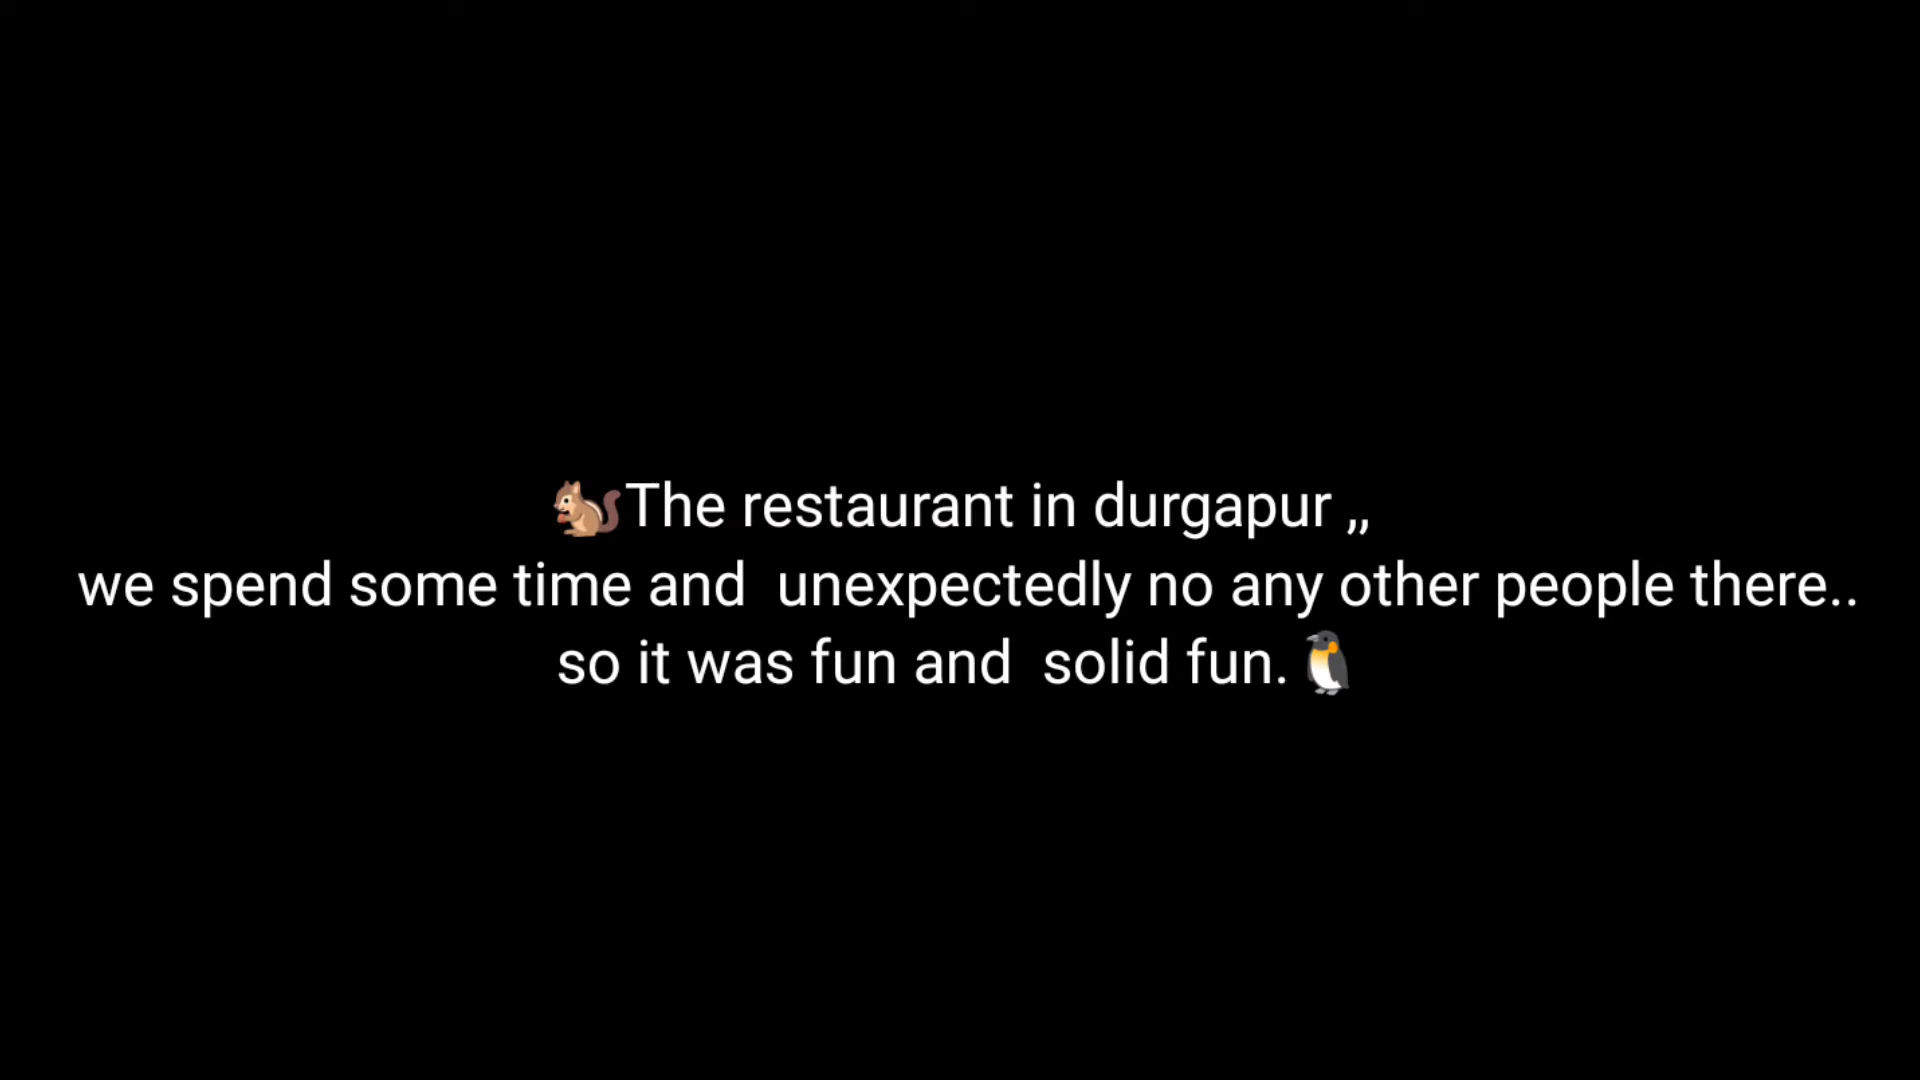 🐿️The restaurant in durgapur ,,
we spend some time and  unexpectedly no any other people there..
so it was fun and  solid fun. 🐧